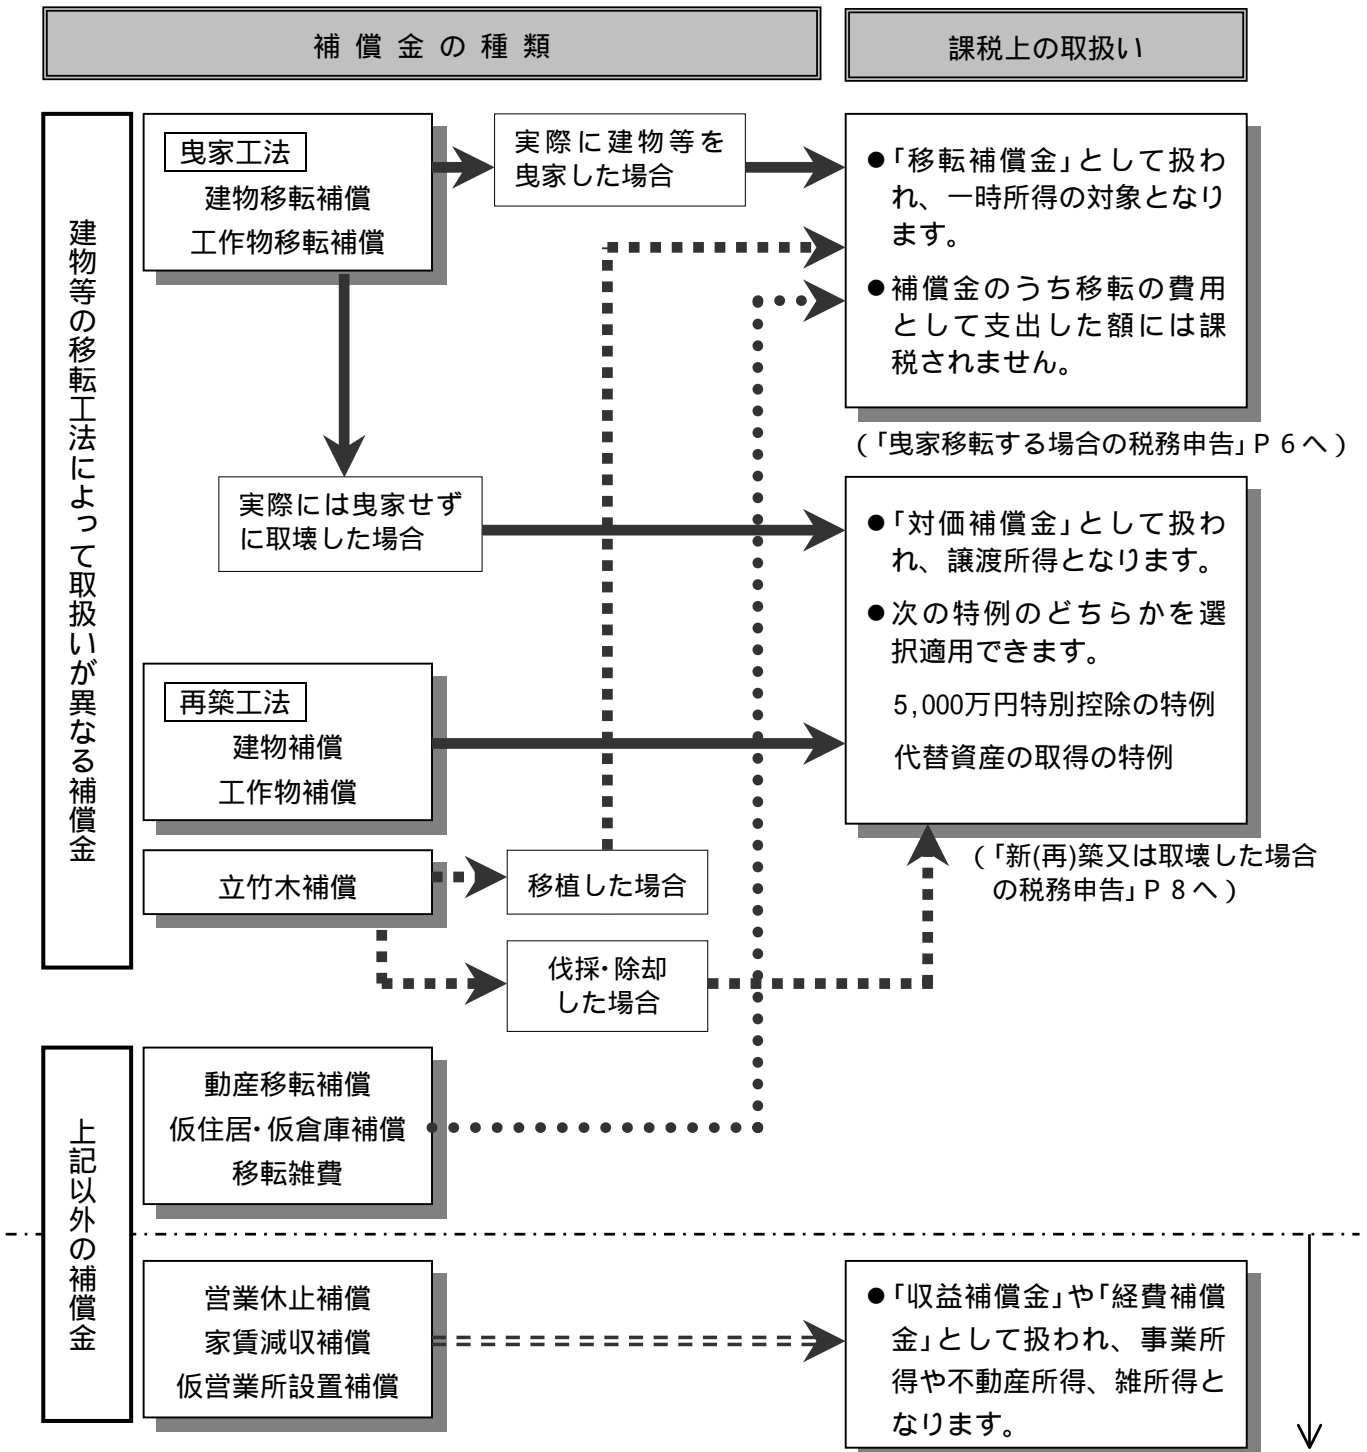 補償金の種類
課税上の取扱い
建物等の移転工法によって取扱いが異なる補償金
曳家工法
建物移転補償
工作物移転補償
実際に建物等を
曳家した場合
●「移転補償金」として扱わ
れ、一時所得の対象となり
ます。
●補償金のうち移転の費用
として支出した額には課
税されません。
(「曳家移転する場合の税務申告」P6へ)
実際には曳家せず
に取壊した場合
●「対価補償金」として扱わ
れ、譲渡所得となります。
●次の特例のどちらかを選
択適用できます。
5,000万円特別控除の特例
代替資産の取得の特例
再築工法
建物補償
工作物補償
(「新(再)築又は取壊した場合
の税務申告」P8へ)
立竹木補償
移植した場合
伐採・除却
した場合
上記以外の補償金
動産移転補償
仮住居・仮倉庫補償
移転雑費
営業休止補償
家賃減収補償
仮営業所設置補償
●「収益補償金」や「経費補償
金」として扱われ、事業所
得や不動産所得、雑所得と
なります。